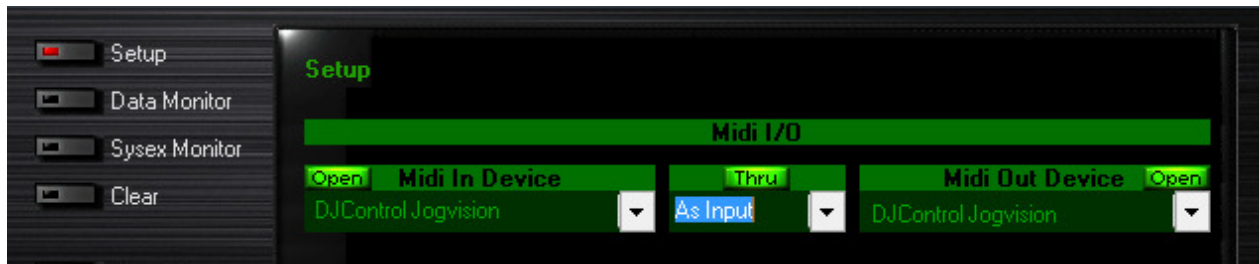 Setup
Data Monitor
Sysex Monitor
Clear
Setup
Midi I/O
Open Midi In Device Thru Midi Out Device Open
DJControl Jogvision As Input DJControl Jogvision